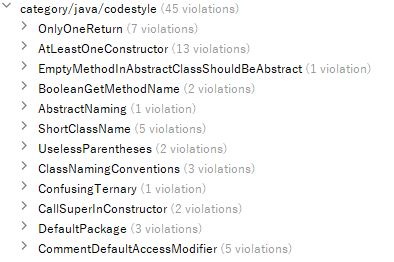 category/java/codestyle (45 violations)
OnlyOneReturn (7 violations)
AtLeastOneConstructor (13 violations)
EmptyMethodInAbstractClassShouldBeAbstract (1 violation)
BooleanGetMethodName (2 violations)
AbstractNaming (1 violation)
ShortClassName (5 violations)
UselessParentheses (2 violations)
ClassNamingConventions (3 violations)
ConfusingTernary (1 violation)
CallSuperInConstructor (2 violations)
DefaultPackage (3 violations)
CommentDefaultAccessModifier (5 violations)